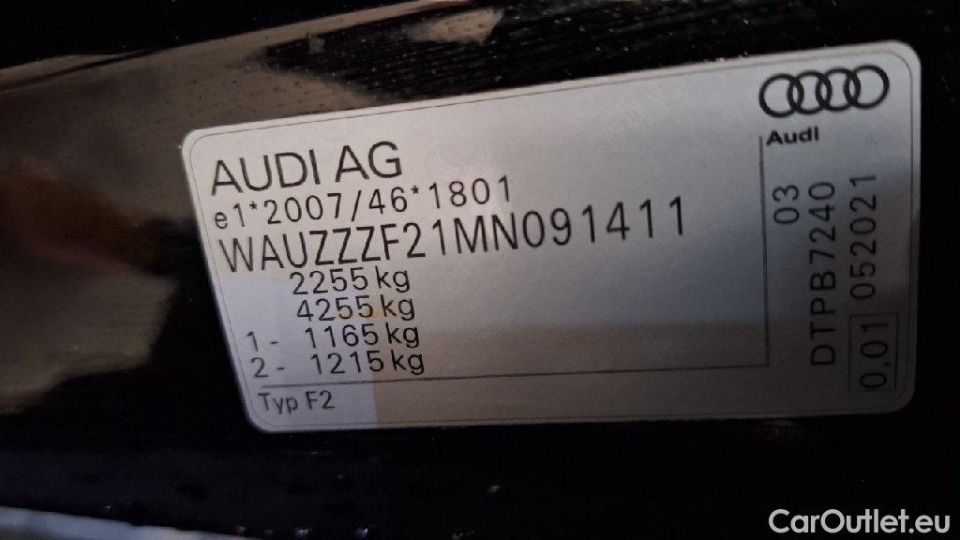 AUDI AG
e1*2007/46*1801
WAUZZZF21MN091411
2255 kg
4255 kg
1 - 1165 kg
2 - 1215 kg
Typ F2
Audi
03
DTPB7240
0.01 052021
CarOutlet.eu